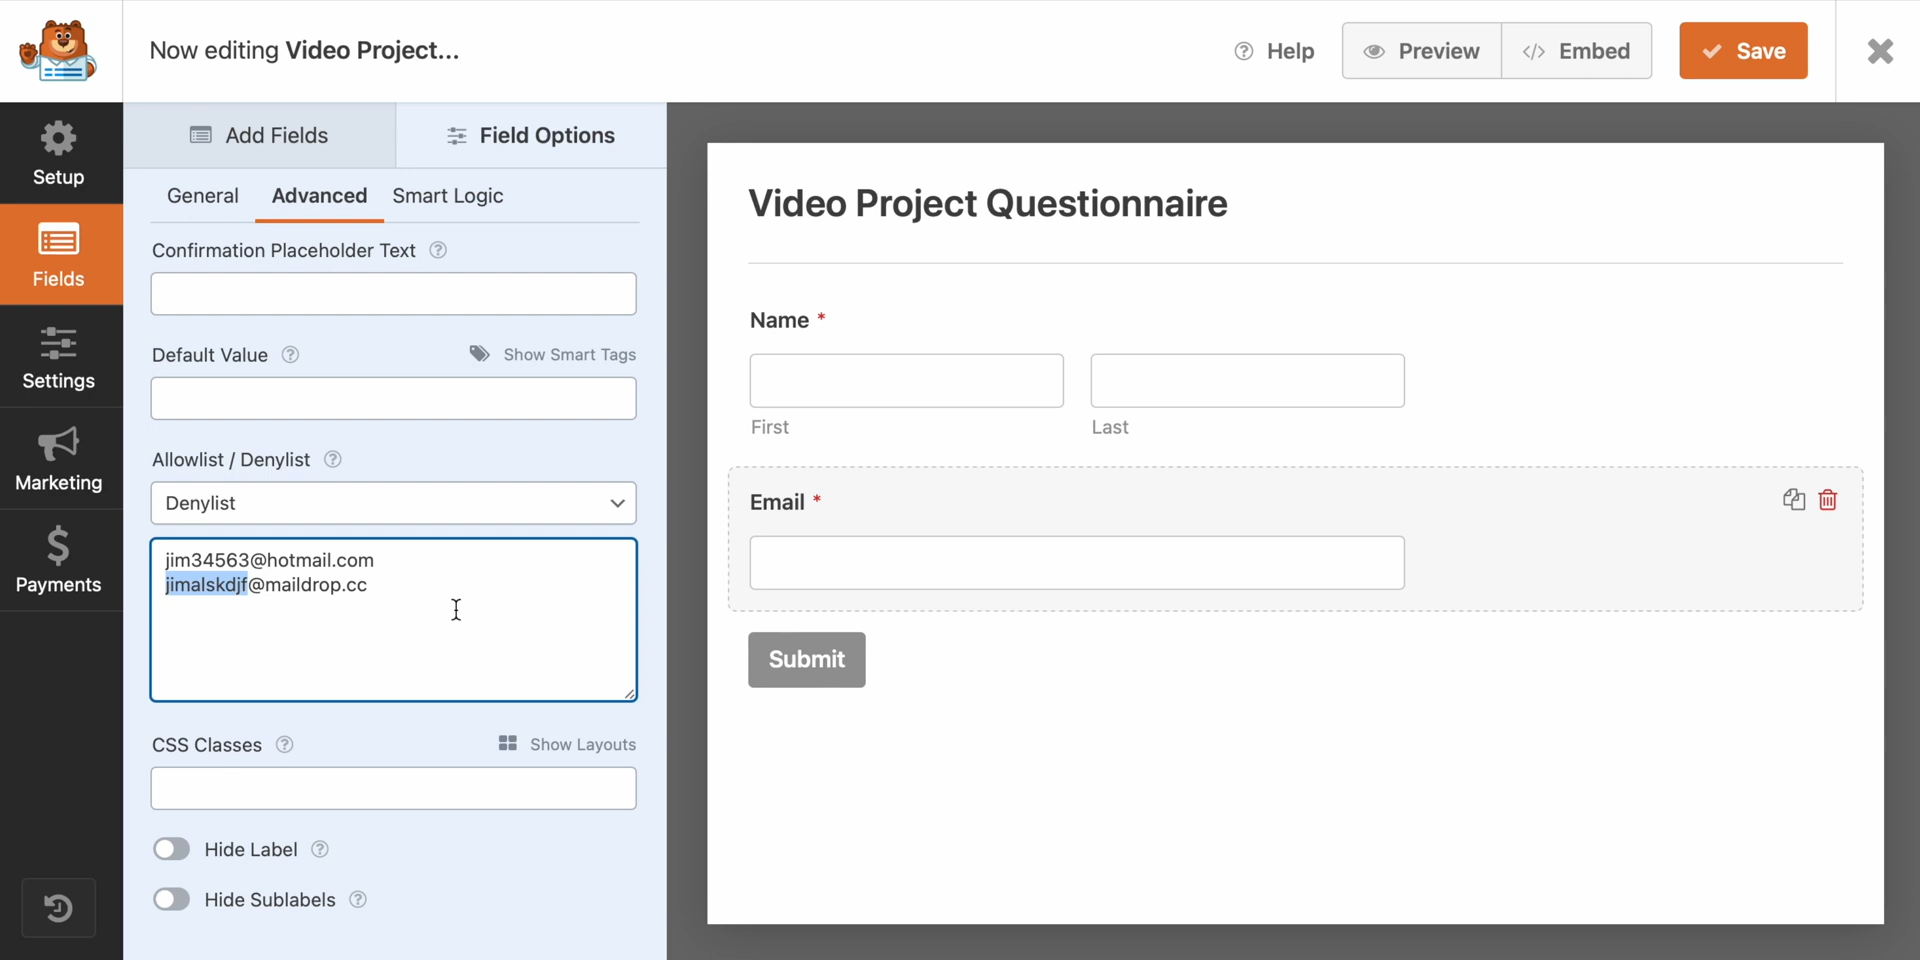 Now editing Video Project...
Help
Preview
Embed
Save
Setup
Fields
Settings
Marketing
Payments
Add Fields
Field Options
General
Advanced
Smart Logic
Confirmation Placeholder Text
Default Value
Show Smart Tags
Allowlist / Denylist
Denylist
jim34563@hotmail.com
jimalskdjf@maildrop.cc
CSS Classes
Show Layouts
Hide Label
Hide Sublabels
Video Project Questionnaire
Name *
First
Last
Email *
Submit